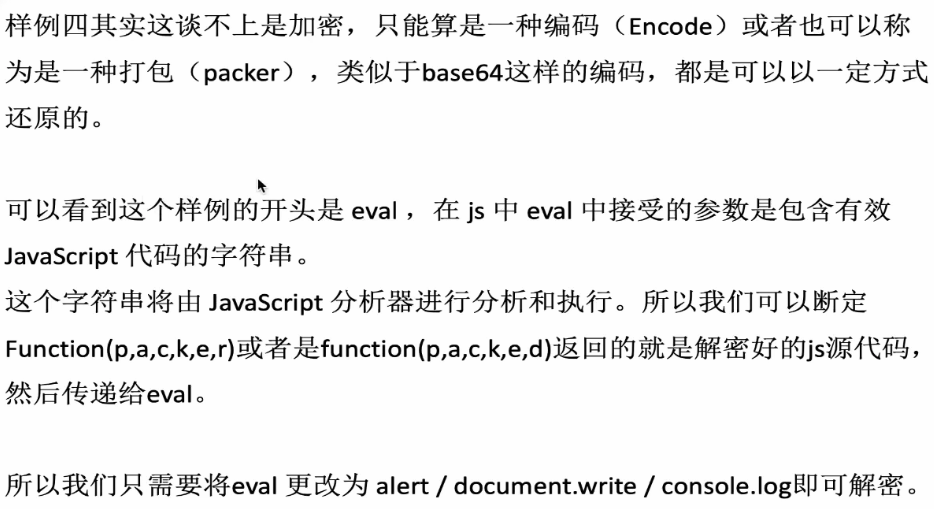 样例四其实这谈不上是加密，只能算是一种编码（Encode）或者也可以称
为是一种打包（packer），类似于base64这样的编码，都是可以以一定方式
还原的。
可以看到这个样例的开头是 eval ，在 js 中 eval 中接受的参数是包含有效
JavaScript 代码的字符串。
这个字符串将由 JavaScript 分析器进行分析和执行。所以我们可以断定
Function(p,a,c,k,e,r)或者是function(p,a,c,k,e,d)返回的就是解密好的js源代码，
然后传递给eval。
所以我们只需要将eval 更改为 alert / document.write / console.log即可解密。